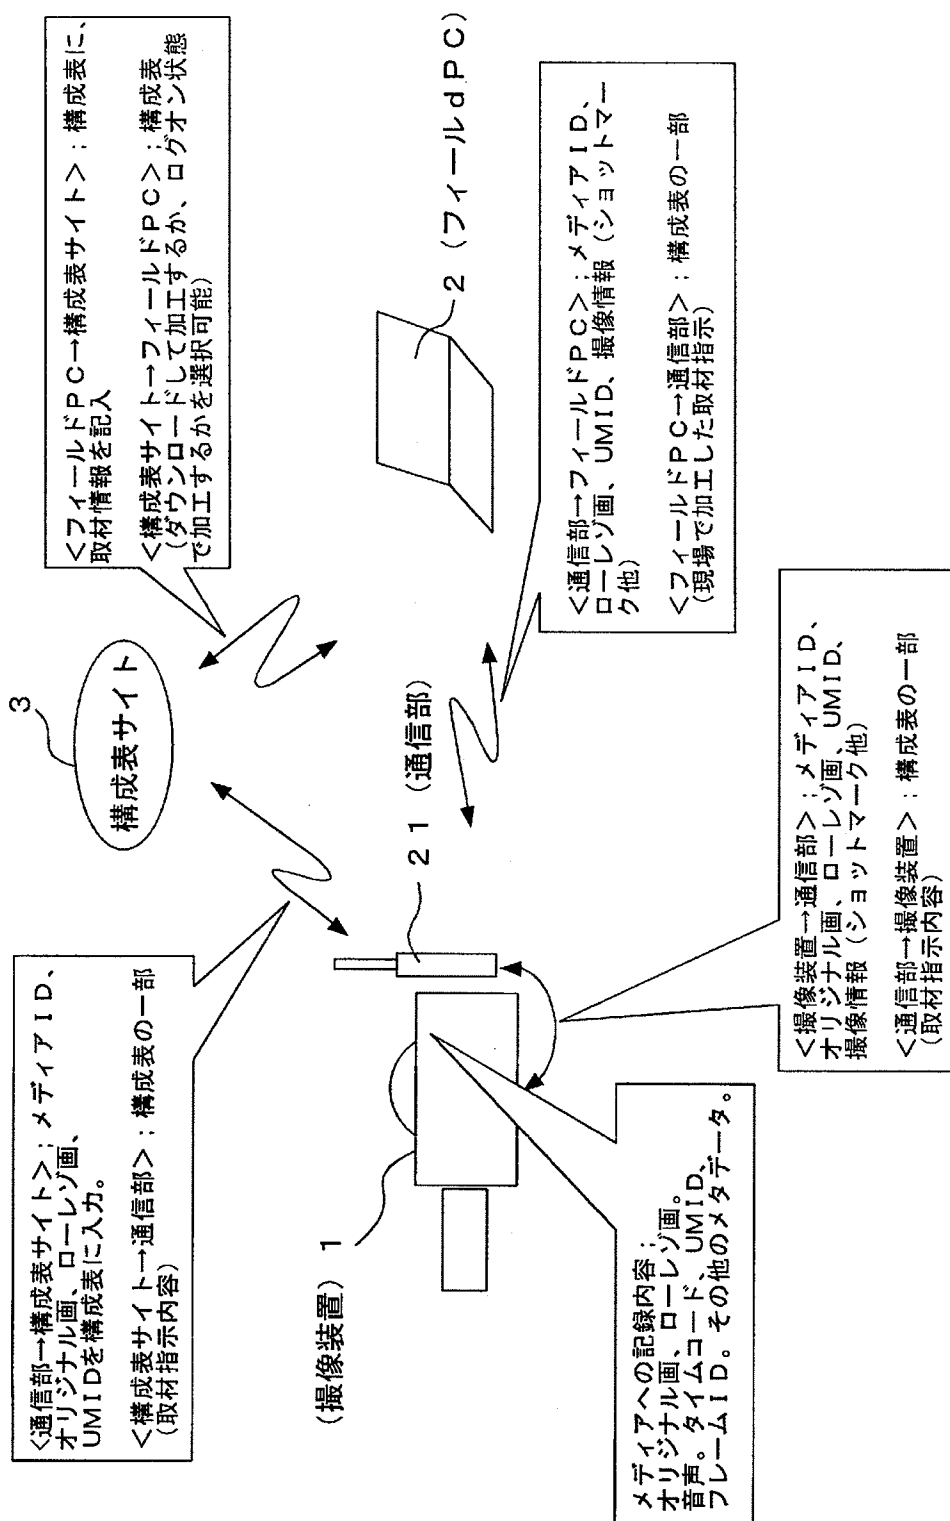 <通信部→構成表サイト>;メディアID、
オリジナル画、ローレゾ画、
UMIDを構成表に入力。
<構成表サイト→通信部>;構成表の一部
(取材指示内容)
3
構成表サイト
<フィールドPC→構成表サイト>;構成表に、
取材情報を記入
<構成表サイト→フィールドPC>;構成表
(ダウンロードして加工するか、ログオン状態
で加工するかを選択可能)
1
(撮像装置)
21(通信部)
2(フィールdPC)
メディアへの記録内容;
オリジナル画、ローレゾ画。
音声。タイムコード、UMID、
フレームID。その他のメタデータ。
<通信部→フィールドPC>;メディアID、
ローレゾ画、UMID、撮像情報(ショットマー
ク他)
<フィールドPC→通信部>;構成表の一部
(現場で加工した取材指示)
<撮像装置→通信部>;メディアID、
オリジナル画、ローレゾ画、UMID、
撮像情報(ショットマーク他)
<通信部→撮像装置>;構成表の一部
(取材指示内容)